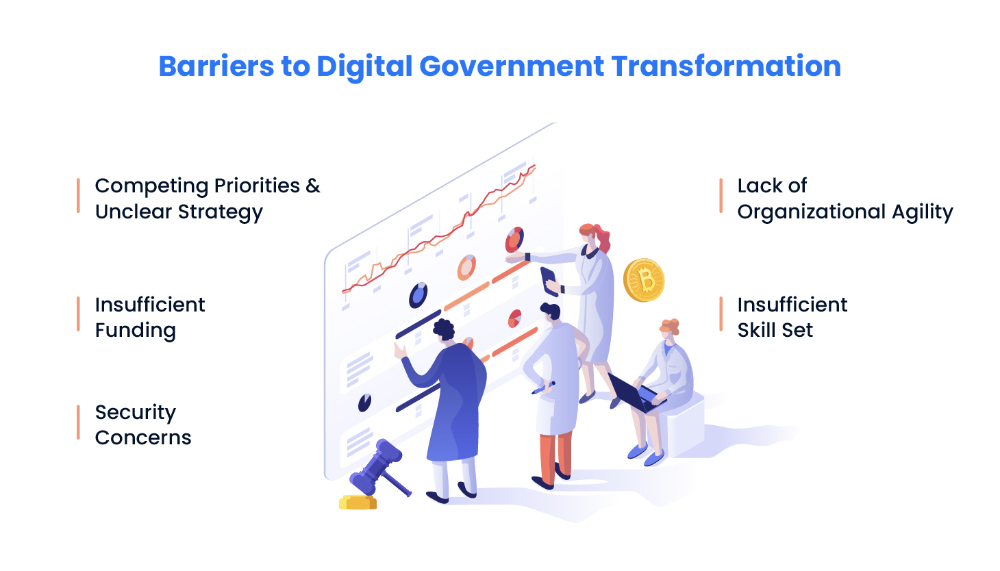 Barriers to Digital Government Transformation
Competing Priorities &
Unclear Strategy
Insufficient
Funding
Security
Concerns
Lack of
Organizational Agility
Insufficient
Skill Set